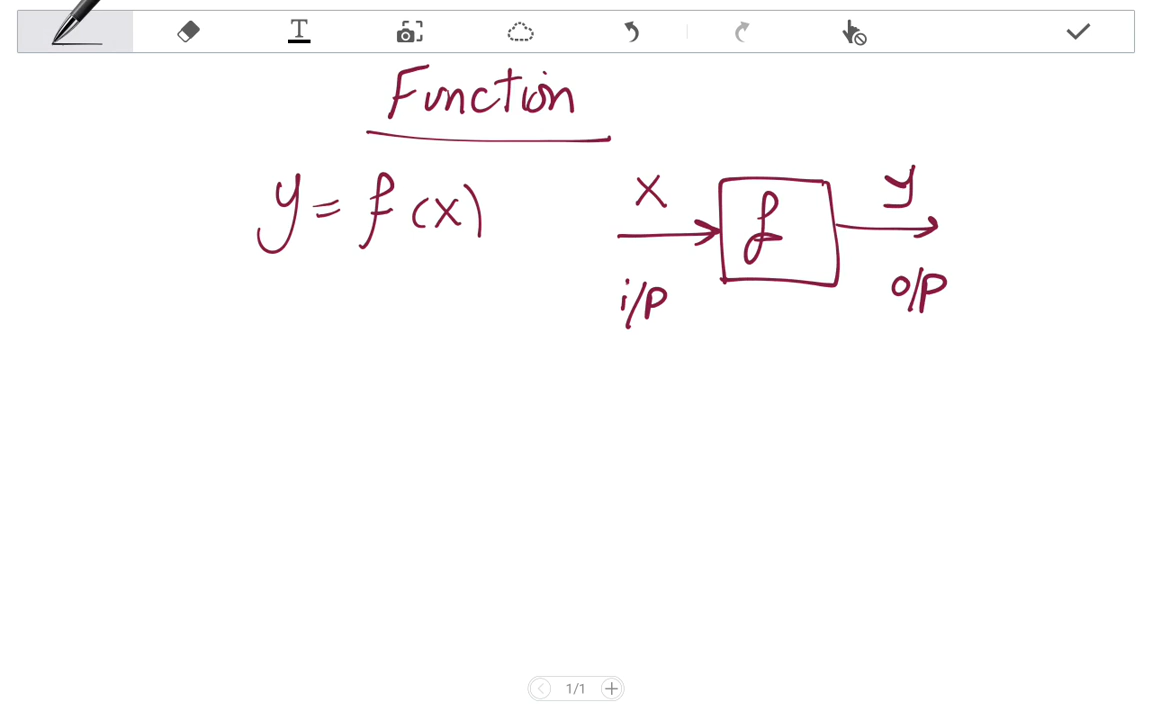 T
Function
y = f(x)
x
f
y
i/p
o/p
1/1